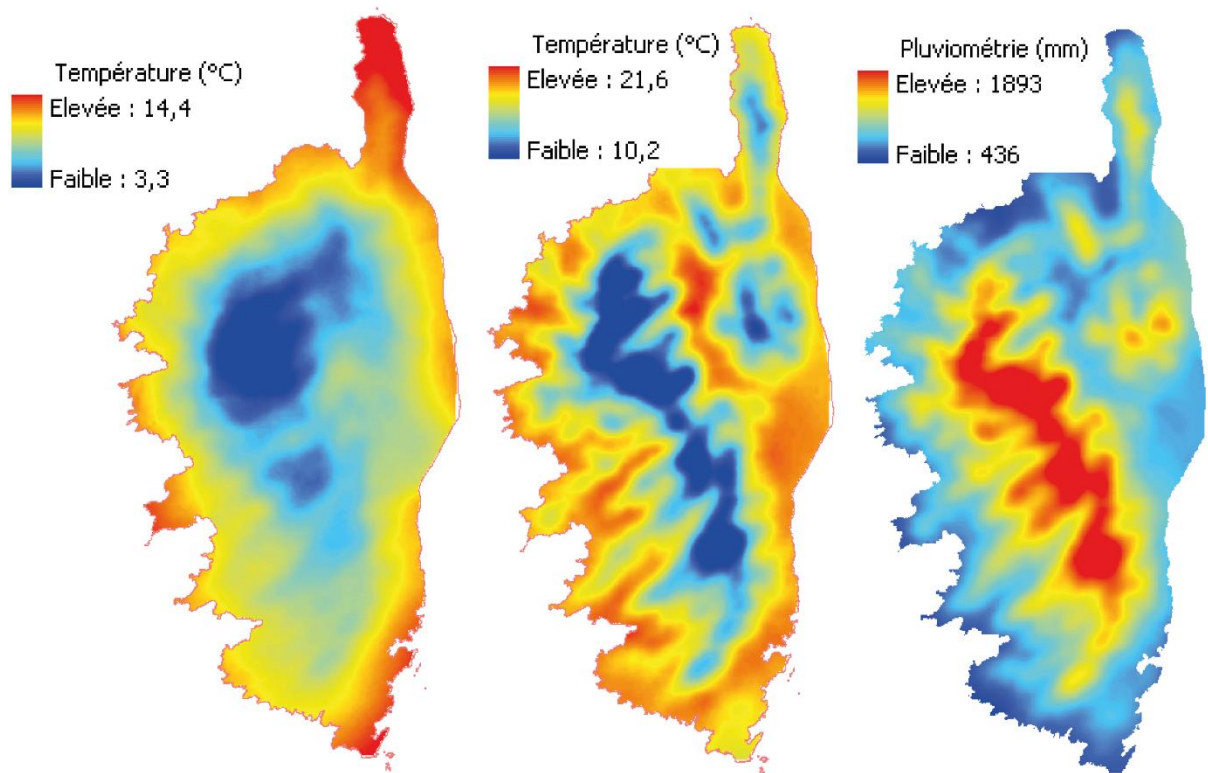 Température (°C)
Elevée : 14,4
Faible : 3,3
Température (°C)
Elevée : 21,6
Faible : 10,2
Pluviométrie (mm)
Elevée : 1893
Faible : 436